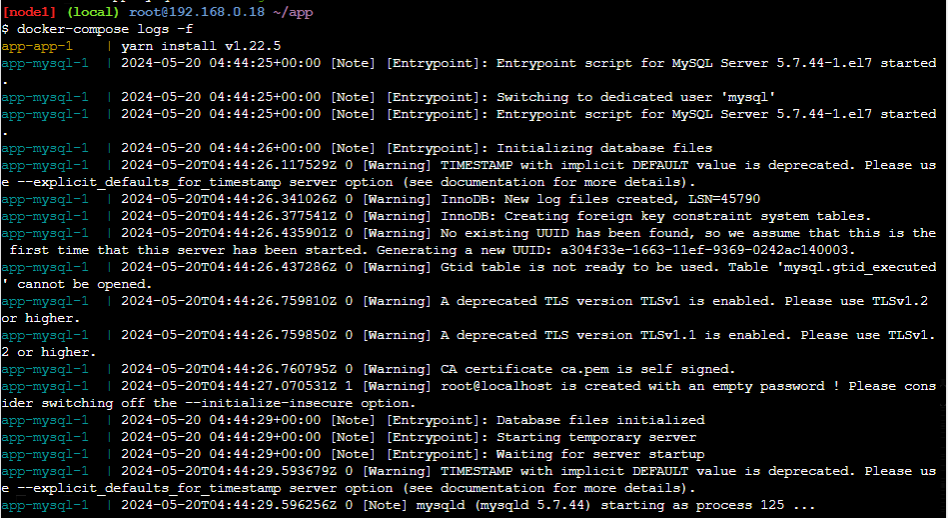 [node1] (local) root@192.168.0.18 ~/app
$ docker-compose logs -f
app-app-1    | yarn install v1.22.5
app-mysql-1  | 2024-05-20 04:44:25+00:00 [Note] [Entrypoint]: Entrypoint script for MySQL Server 5.7.44-1.el7 started
.
app-mysql-1  | 2024-05-20 04:44:25+00:00 [Note] [Entrypoint]: Switching to dedicated user 'mysql'
app-mysql-1  | 2024-05-20 04:44:25+00:00 [Note] [Entrypoint]: Entrypoint script for MySQL Server 5.7.44-1.el7 started
.
app-mysql-1  | 2024-05-20 04:44:26+00:00 [Note] [Entrypoint]: Initializing database files
app-mysql-1  | 2024-05-20T04:44:26.117529Z 0 [Warning] TIMESTAMP with implicit DEFAULT value is deprecated. Please us
e --explicit_defaults_for_timestamp server option (see documentation for more details).
app-mysql-1  | 2024-05-20T04:44:26.341026Z 0 [Warning] InnoDB: New log files created, LSN=45790
app-mysql-1  | 2024-05-20T04:44:26.377541Z 0 [Warning] InnoDB: Creating foreign key constraint system tables.
app-mysql-1  | 2024-05-20T04:44:26.435901Z 0 [Warning] No existing UUID has been found, so we assume that this is the
 first time that this server has been started. Generating a new UUID: a304f33e-1663-11ef-9369-0242ac140003.
app-mysql-1  | 2024-05-20T04:44:26.437286Z 0 [Warning] Gtid table is not ready to be used. Table 'mysql.gtid_executed
' cannot be opened.
app-mysql-1  | 2024-05-20T04:44:26.759810Z 0 [Warning] A deprecated TLS version TLSv1 is enabled. Please use TLSv1.2
or higher.
app-mysql-1  | 2024-05-20T04:44:26.759850Z 0 [Warning] A deprecated TLS version TLSv1.1 is enabled. Please use TLSv1.
2 or higher.
app-mysql-1  | 2024-05-20T04:44:26.760795Z 0 [Warning] CA certificate ca.pem is self signed.
app-mysql-1  | 2024-05-20T04:44:27.070531Z 1 [Warning] root@localhost is created with an empty password ! Please cons
ider switching off the --initialize-insecure option.
app-mysql-1  | 2024-05-20 04:44:29+00:00 [Note] [Entrypoint]: Database files initialized
app-mysql-1  | 2024-05-20 04:44:29+00:00 [Note] [Entrypoint]: Starting temporary server
app-mysql-1  | 2024-05-20 04:44:29+00:00 [Note] [Entrypoint]: Waiting for server startup
app-mysql-1  | 2024-05-20T04:44:29.593679Z 0 [Warning] TIMESTAMP with implicit DEFAULT value is deprecated. Please us
e --explicit_defaults_for_timestamp server option (see documentation for more details).
app-mysql-1  | 2024-05-20T04:44:29.596256Z 0 [Note] mysqld (mysqld 5.7.44) starting as process 125 ...